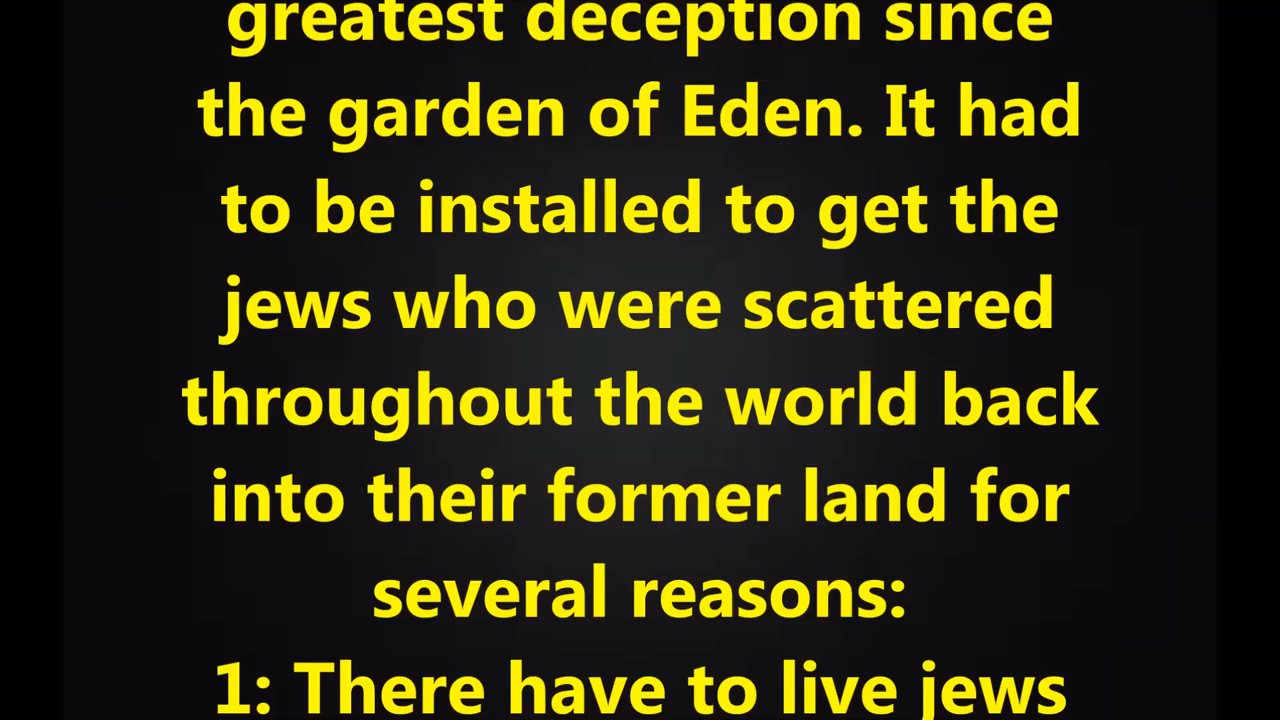 greatest deception since
the garden of Eden. It had
to be installed to get the
jews who were scattered
throughout the world back
into their former land for
several reasons:
1: There have to live jews